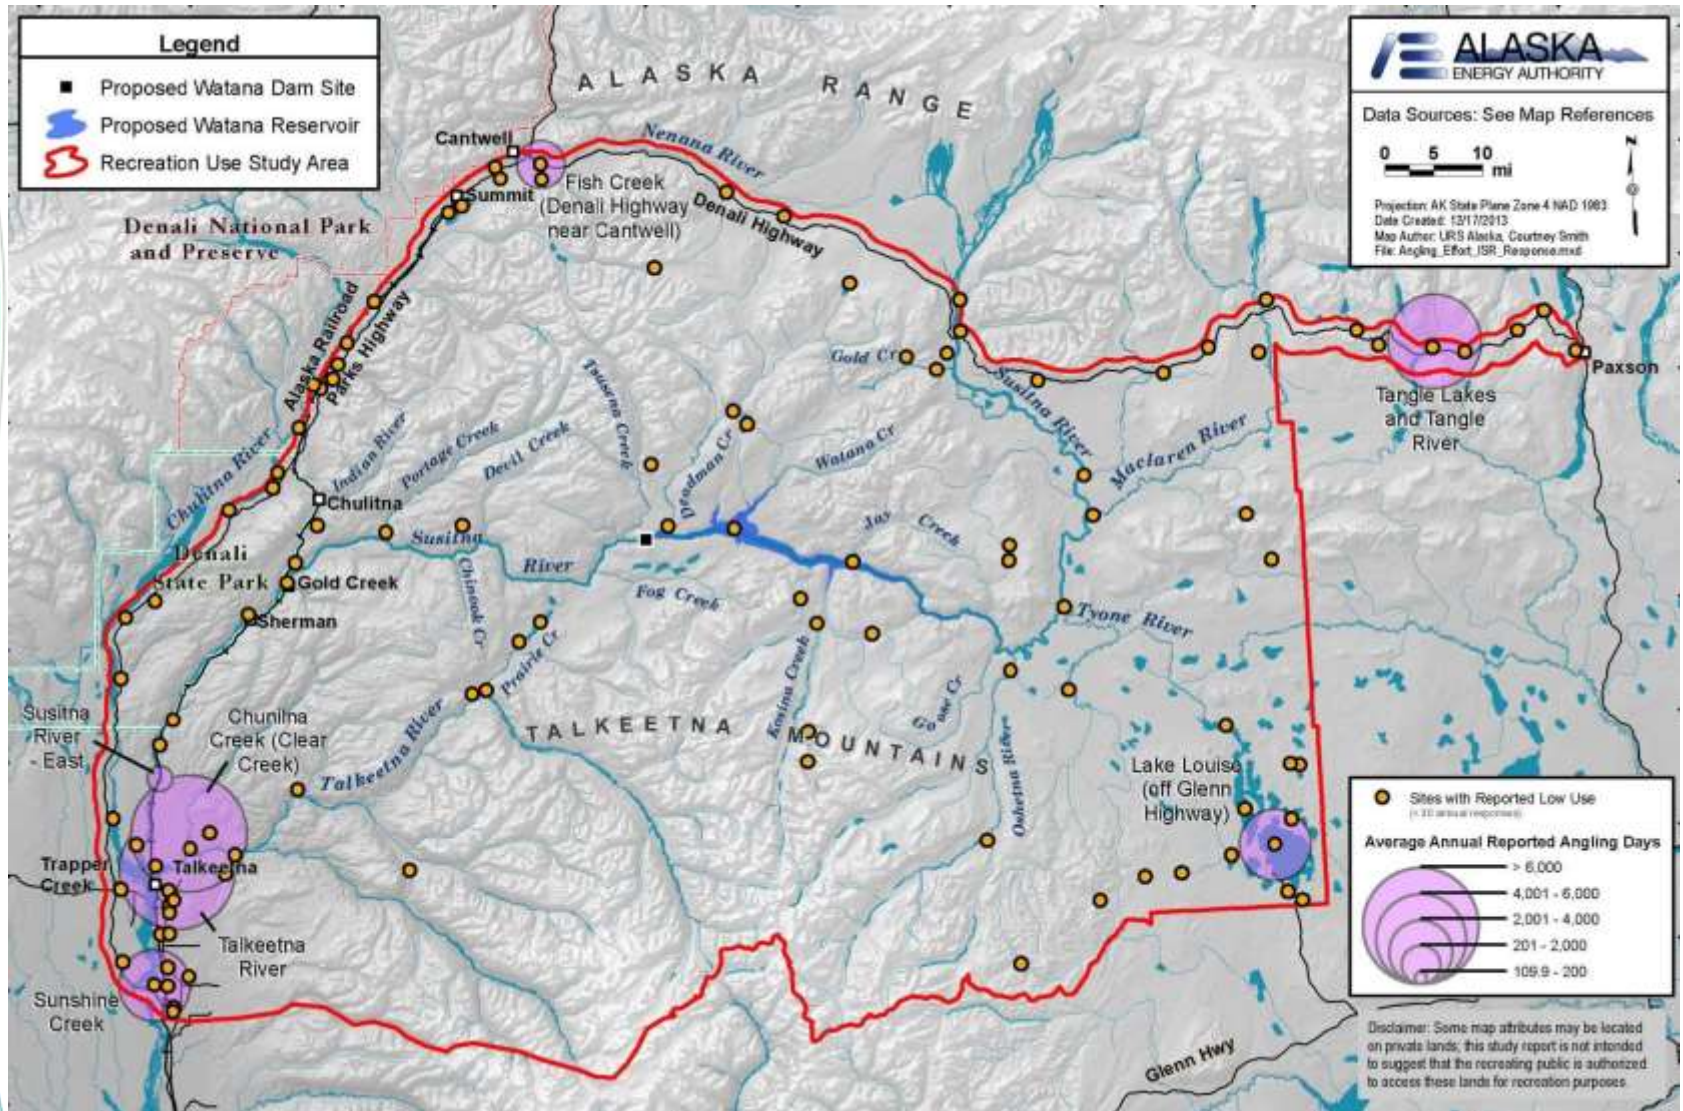 Legend
Proposed Watana Dam Site
Proposed Watana Reservoir
Recreation Use Study Area
ALASKA
ENERGY AUTHORITY
Data Sources: See Map References
0 5 10
mi
N
Projection: AK State Plane Zone 4 NAD 1983
Date Created: 12/17/2013
Map Author: URS Alaska, Courtney Smith
File: Angling_Effort_ISR_Response.mxd
ALASKA RANGE
Cantwell
Nenana River
Summit
Fish Creek
(Denali Highway
near Cantwell)
Denali Highway
Denali National Park
and Preserve
Alaska Railroad
Parks Highway
Gold Cr
Susitna River
Paxson
Tangle Lakes
and Tangle
River
Tsusena Creek
Maclaren River
Chulitna River
Indian River
Portage Creek
Devil Creek
Deadman Cr
Watana Cr
Chulitna
Susitna
River
Jay Creek
Denali
State Park
Gold Creek
Chinook Cr
Fog Creek
Sherman
Tyone River
Prairie Cr
Kosina Creek
Goose Cr
Susitna
River
- East
Chunilna
Creek (Clear
Creek)
Talkeetna River
TALKEETNA MOUNTAINS
Oshetna River
Lake Louise
(off Glenn
Highway)
Trapper
Creek
Talkeetna
Talkeetna
River
Sunshine
Creek
Glenn Hwy
Sites with Reported Low Use
Average Annual Reported Angling Days
> 6,000
4,001 - 6,000
2,001 - 4,000
201 - 2,000
109.9 - 200
Disclaimer: Some map attributes may be located
on private lands; this study report is not intended
to suggest that the recreating public is authorized
to access these lands for recreation purposes.